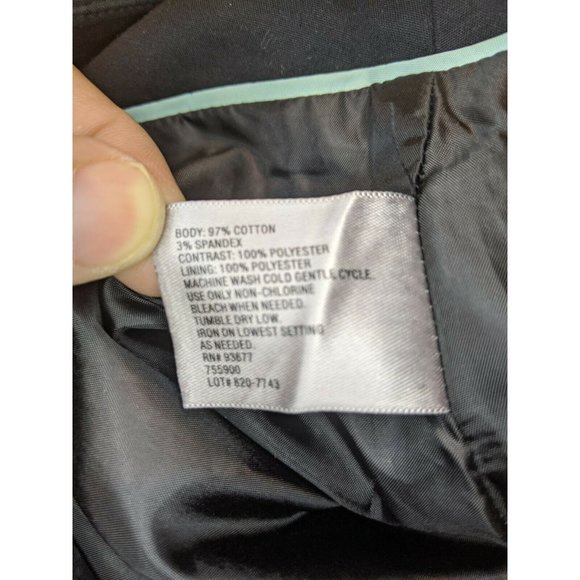 BODY: 97% COTTON
3% SPANDEX
CONTRAST: 100% POLYESTER
LINING: 100% POLYESTER
MACHINE WASH COLD GENTLE CYCLE.
USE ONLY NON-CHLORINE
BLEACH WHEN NEEDED.
TUMBLE DRY LOW.
IRON ON LOWEST SETTING
AS NEEDED.
RN# 93677
755900
LOT# 820-7743